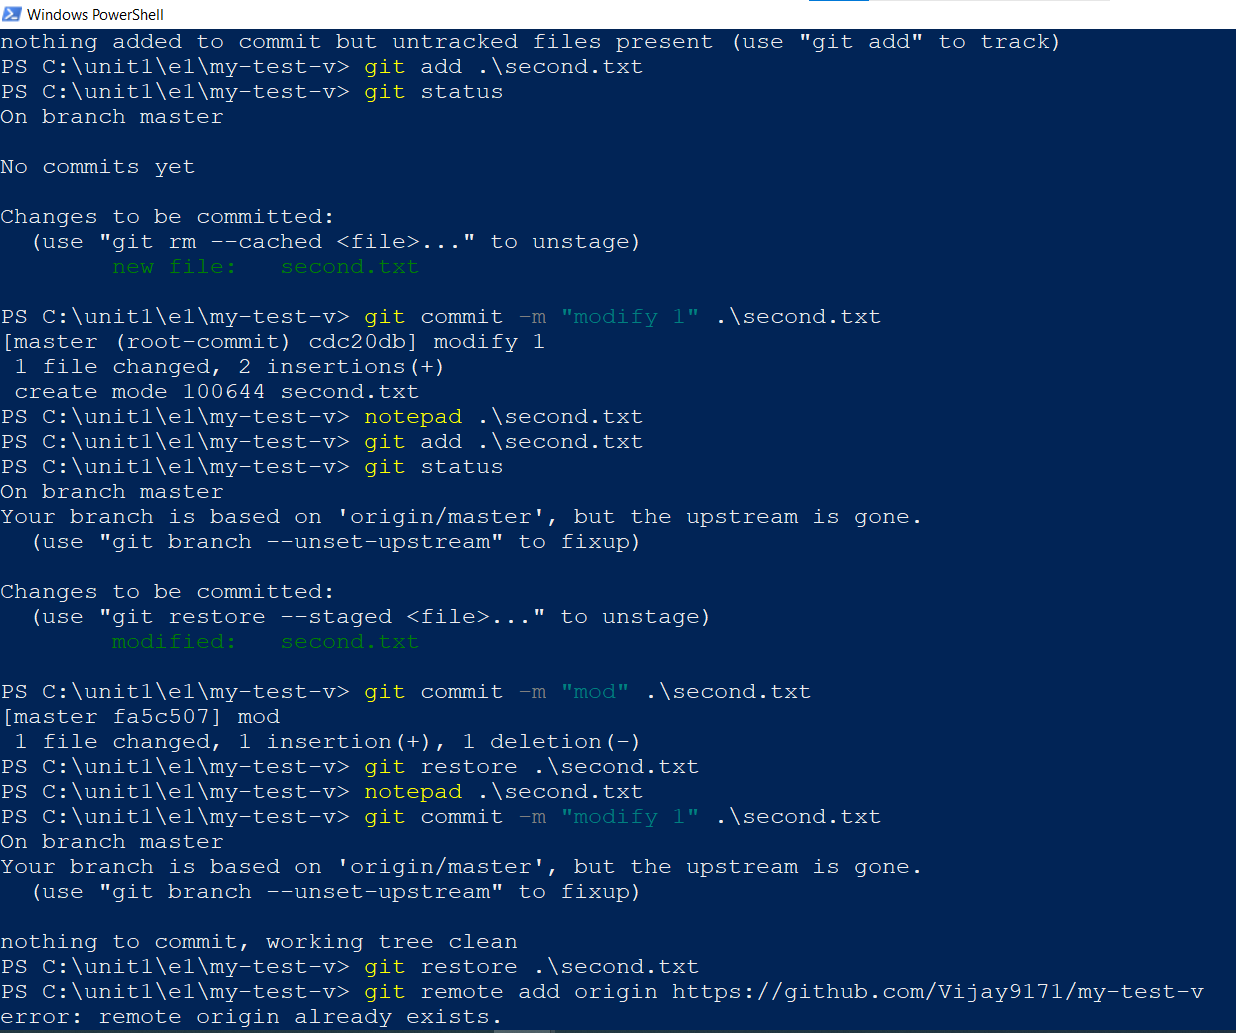 Windows PowerShell
nothing added to commit but untracked files present (use "git add" to track)
PS C:\unit1\e1\my-test-v> git add .\second.txt
PS C:\unit1\e1\my-test-v> git status
On branch master
No commits yet
Changes to be committed:
  (use "git rm --cached <file>..." to unstage)
        new file:   second.txt
PS C:\unit1\e1\my-test-v> git commit -m "modify 1" .\second.txt
[master (root-commit) cdc20db] modify 1
 1 file changed, 2 insertions(+)
 create mode 100644 second.txt
PS C:\unit1\e1\my-test-v> notepad .\second.txt
PS C:\unit1\e1\my-test-v> git add .\second.txt
PS C:\unit1\e1\my-test-v> git status
On branch master
Your branch is based on 'origin/master', but the upstream is gone.
  (use "git branch --unset-upstream" to fixup)
Changes to be committed:
  (use "git restore --staged <file>..." to unstage)
        modified:   second.txt
PS C:\unit1\e1\my-test-v> git commit -m "mod" .\second.txt
[master fa5c507] mod
 1 file changed, 1 insertion(+), 1 deletion(-)
PS C:\unit1\e1\my-test-v> git restore .\second.txt
PS C:\unit1\e1\my-test-v> notepad .\second.txt
PS C:\unit1\e1\my-test-v> git commit -m "modify 1" .\second.txt
On branch master
Your branch is based on 'origin/master', but the upstream is gone.
  (use "git branch --unset-upstream" to fixup)
nothing to commit, working tree clean
PS C:\unit1\e1\my-test-v> git restore .\second.txt
PS C:\unit1\e1\my-test-v> git remote add origin https://github.com/Vijay9171/my-test-v
error: remote origin already exists.